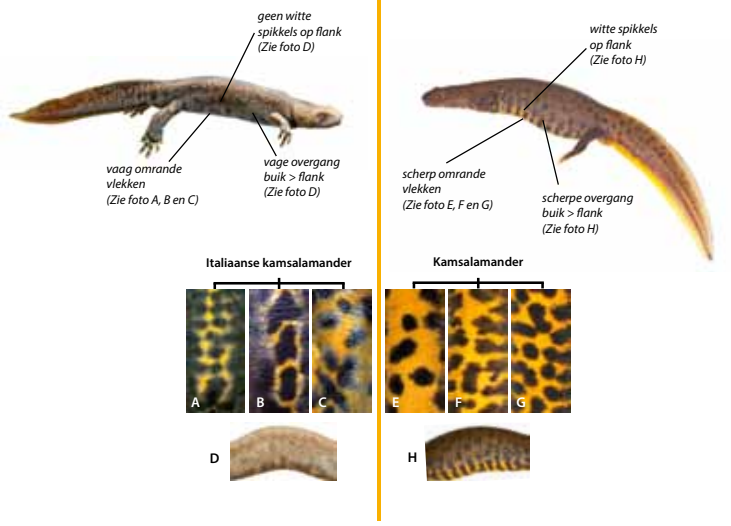 geen witte
spikkels op flank
(Zie foto D)
vaag omrande
vlekken
(Zie foto A, B en C)
vage overgang
buik > flank
(Zie foto D)
witte spikkels
op flank
(Zie foto H)
scherp omrande
vlekken
(Zie foto E, F en G)
scherpe overgang
buik > flank
(Zie foto H)
Italiaanse kamsalamander
A
B
C
D
Kamsalamander
E
F
G
H